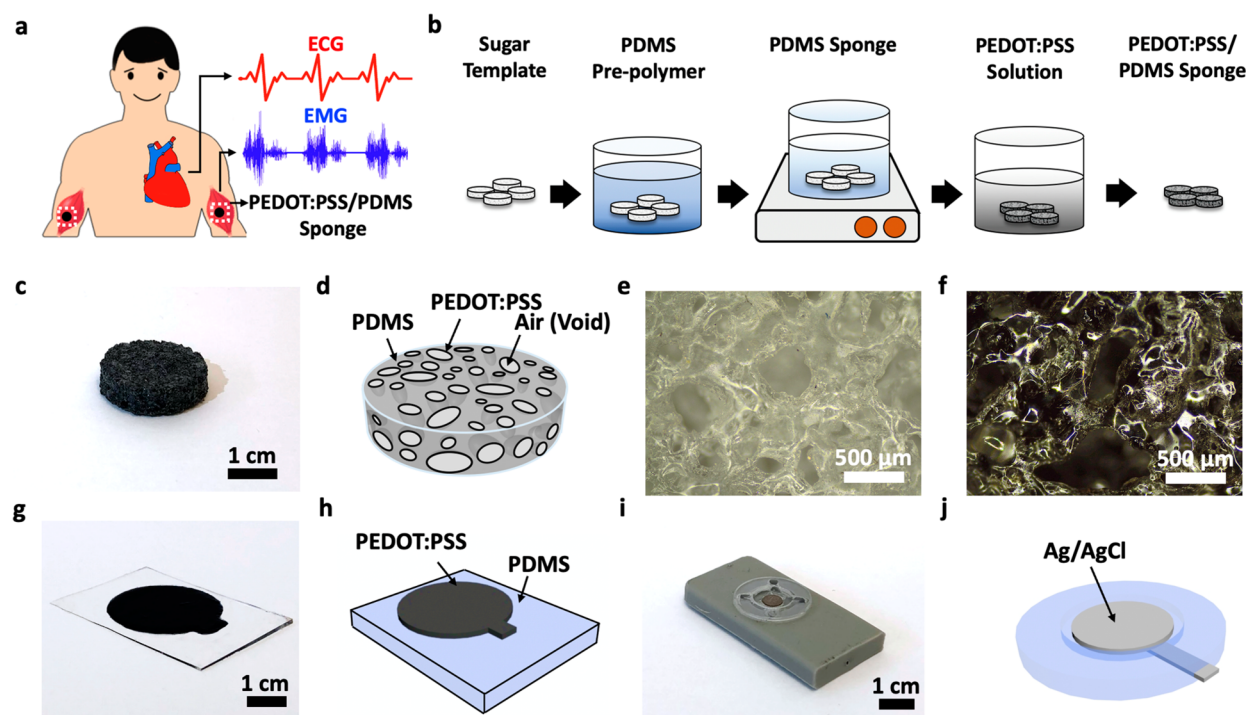 a
ECG
EMG
PEDOT:PSS/PDMS
Sponge
b
Sugar
Template
PDMS
Pre-polymer
PDMS Sponge
PEDOT:PSS
Solution
PEDOT:PSS/
PDMS Sponge
c
1 cm
d
PEDOT:PSS
PDMS
Air (Void)
e
500 μm
f
500 μm
g
1 cm
h
PEDOT:PSS
PDMS
i
1 cm
j
Ag/AgCl